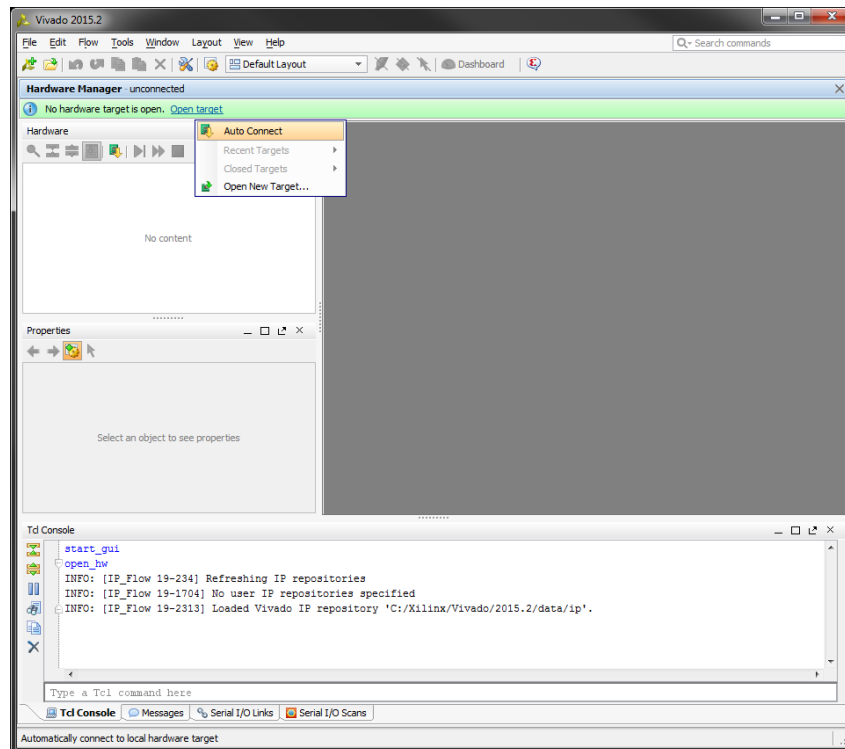 Vivado 2015.2
File Edit Flow Tools Window Layout View Help
Search commands
Default Layout
Dashboard
Hardware Manager - unconnected
No hardware target is open. Open target
Hardware
Auto Connect
Recent Targets
Closed Targets
Open New Target...
No content
Properties
Select an object to see properties
Tcl Console
start_gui
open_hw
INFO: [IP_Flow 19-234] Refreshing IP repositories
INFO: [IP_Flow 19-1704] No user IP repositories specified
INFO: [IP_Flow 19-2313] Loaded Vivado IP repository 'C:/Xilinx/Vivado/2015.2/data/ip'.
Type a Tcl command here
Tcl Console Messages Serial I/O Links Serial I/O Scans
Automatically connect to local hardware target